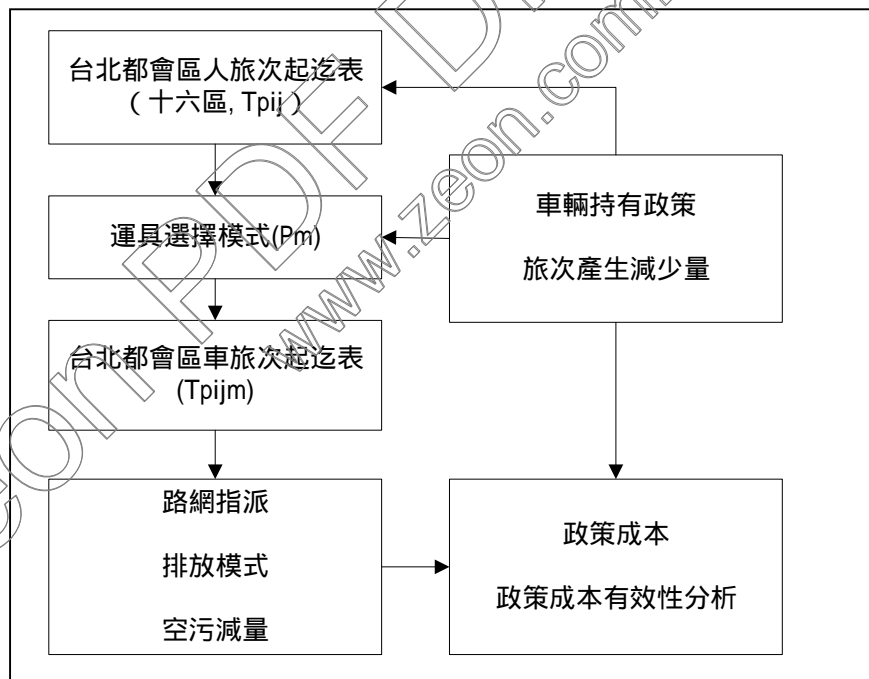 台北都會區人旅次起迄表
（十六區, Tpij）
運具選擇模式(Pm)
台北都會區車旅次起迄表
(Tpijm)
路網指派
排放模式
空污減量
車輛持有政策
旅次產生減少量
政策成本
政策成本有效性分析
www.zeon.com